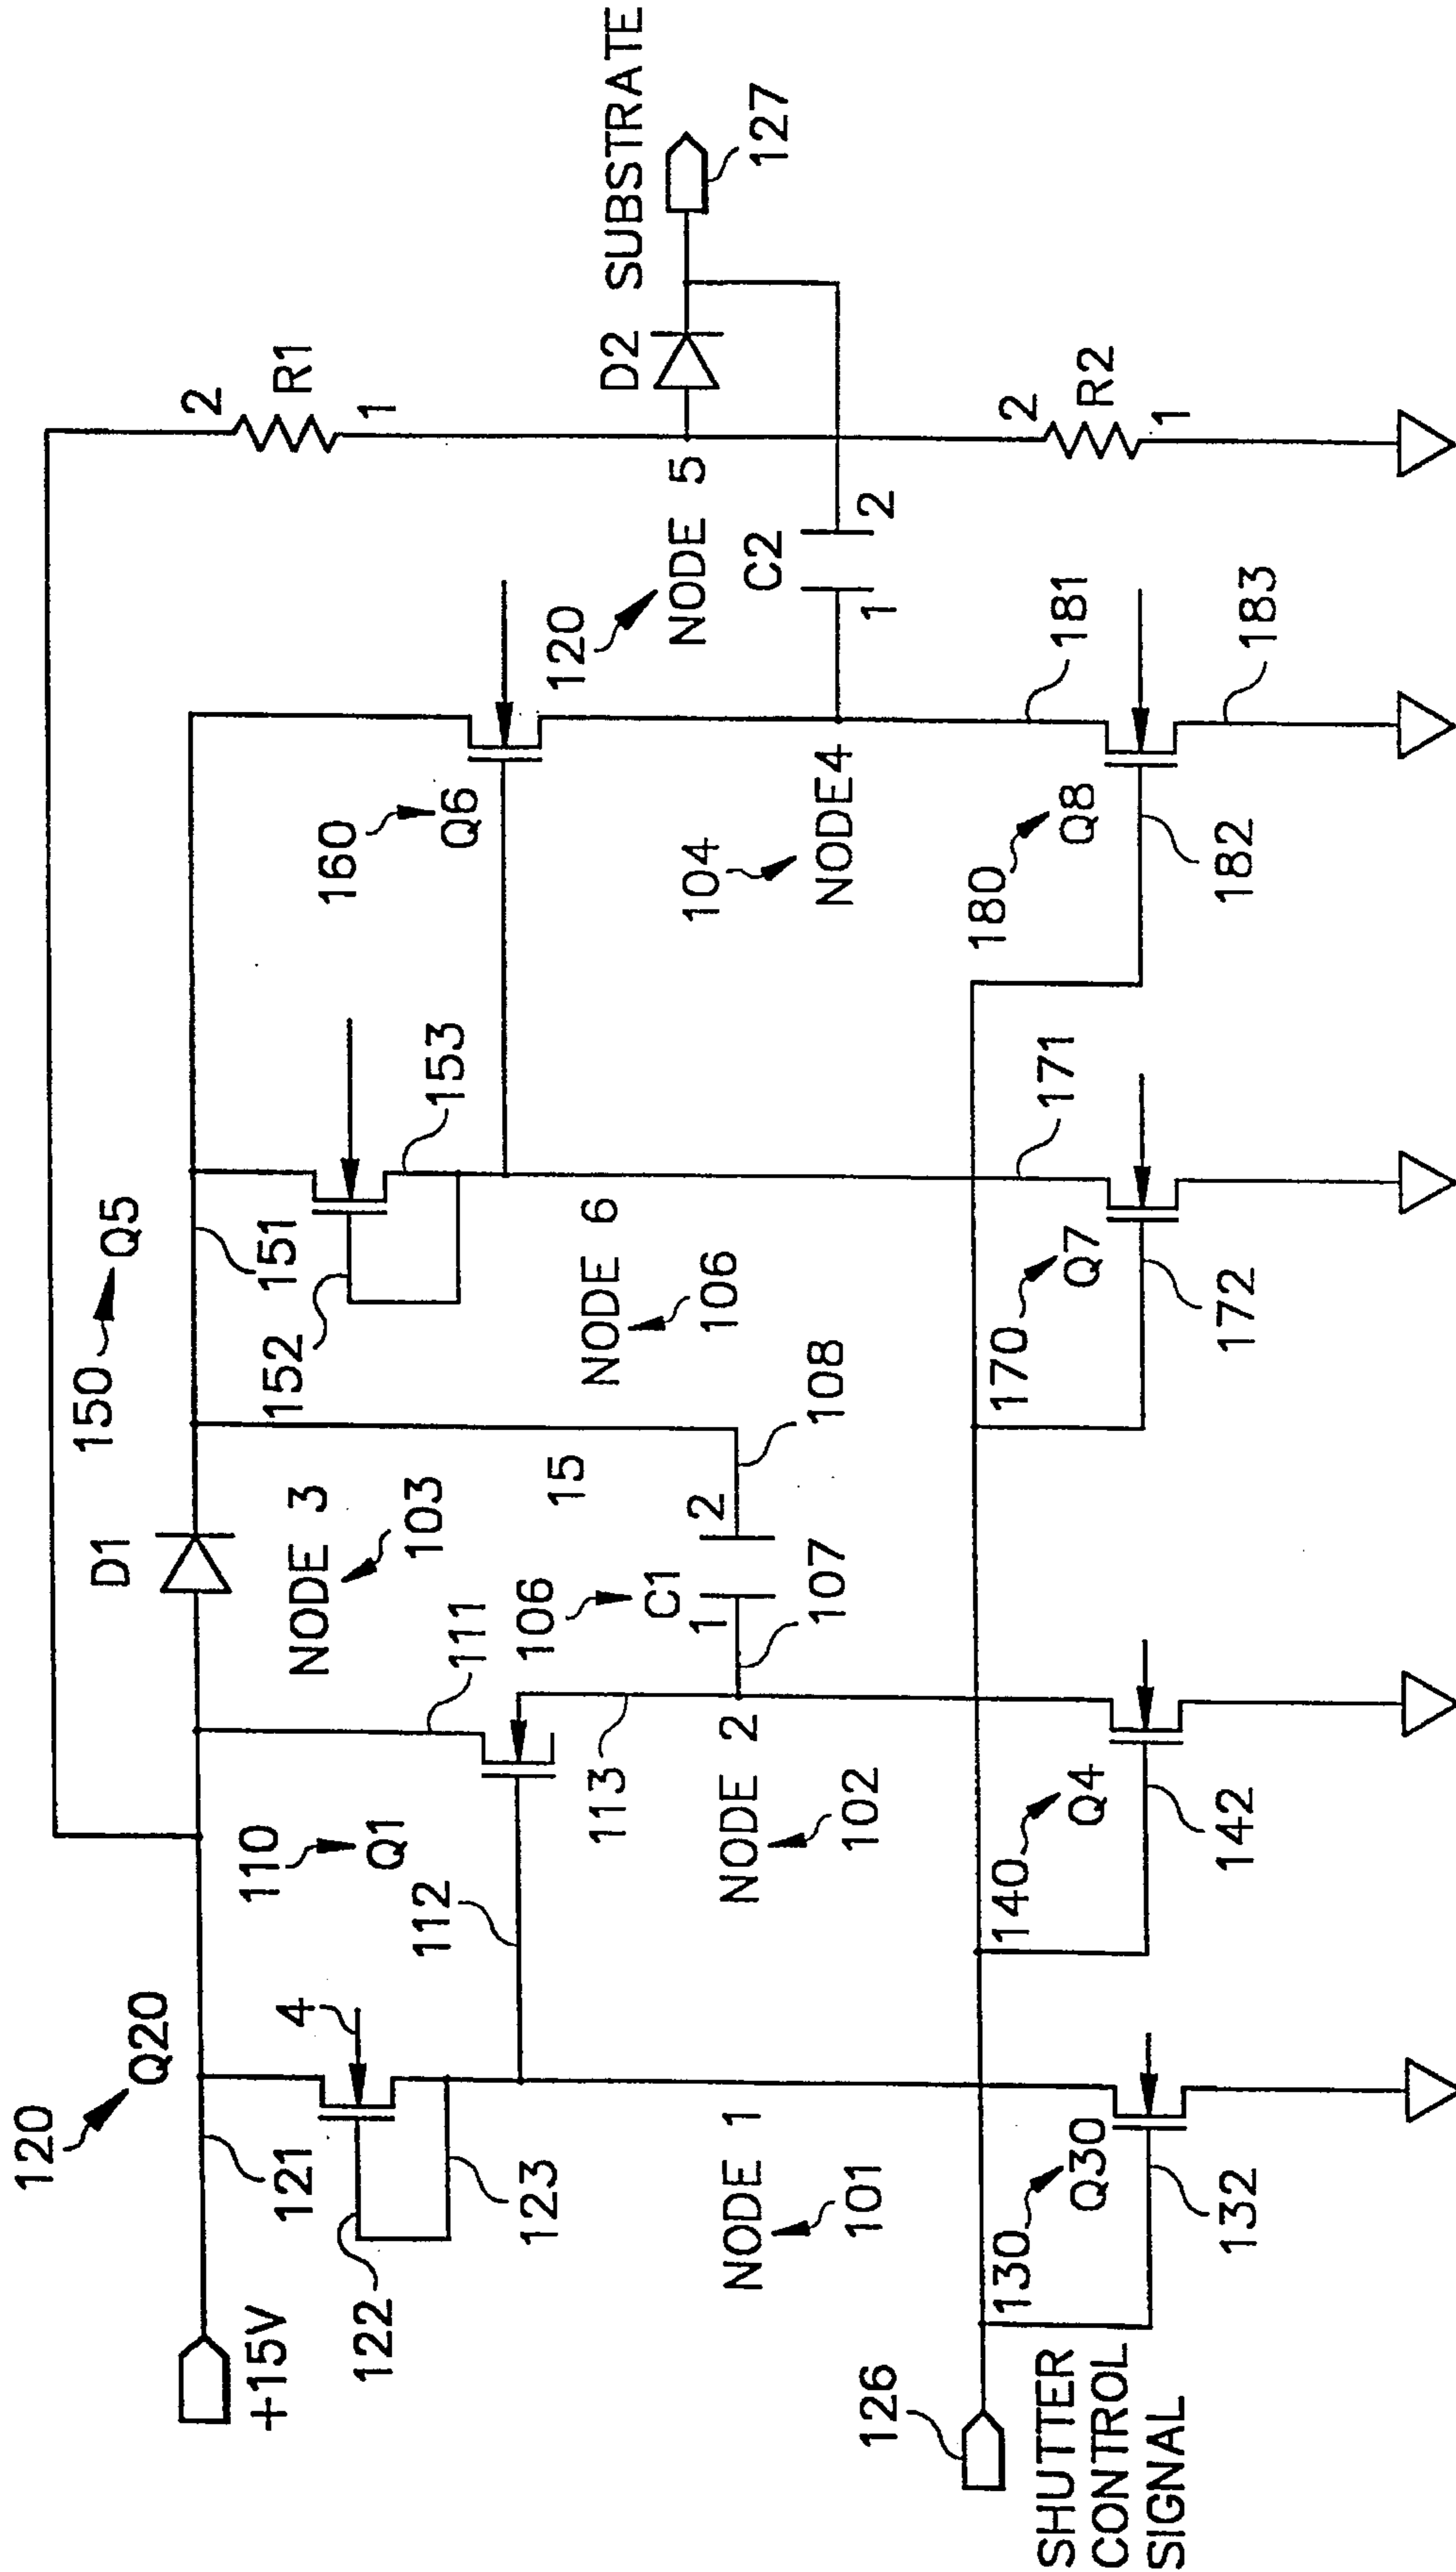 120
Q20
150
Q5
+15V
121
122
123
4
110
Q1
111
112
113
D1
NODE 3
103
106
C1
1
2
107
108
15
151
152
153
160
Q6
2
R1
1
120
NODE 5
D2
SUBSTRATE
127
NODE 1
101
NODE 2
102
NODE 6
106
104
NODE 4
C2
1
2
126
SHUTTER
CONTROL
SIGNAL
130
Q30
132
140
Q4
142
170
Q7
171
172
180
Q8
181
182
183
2
R2
1